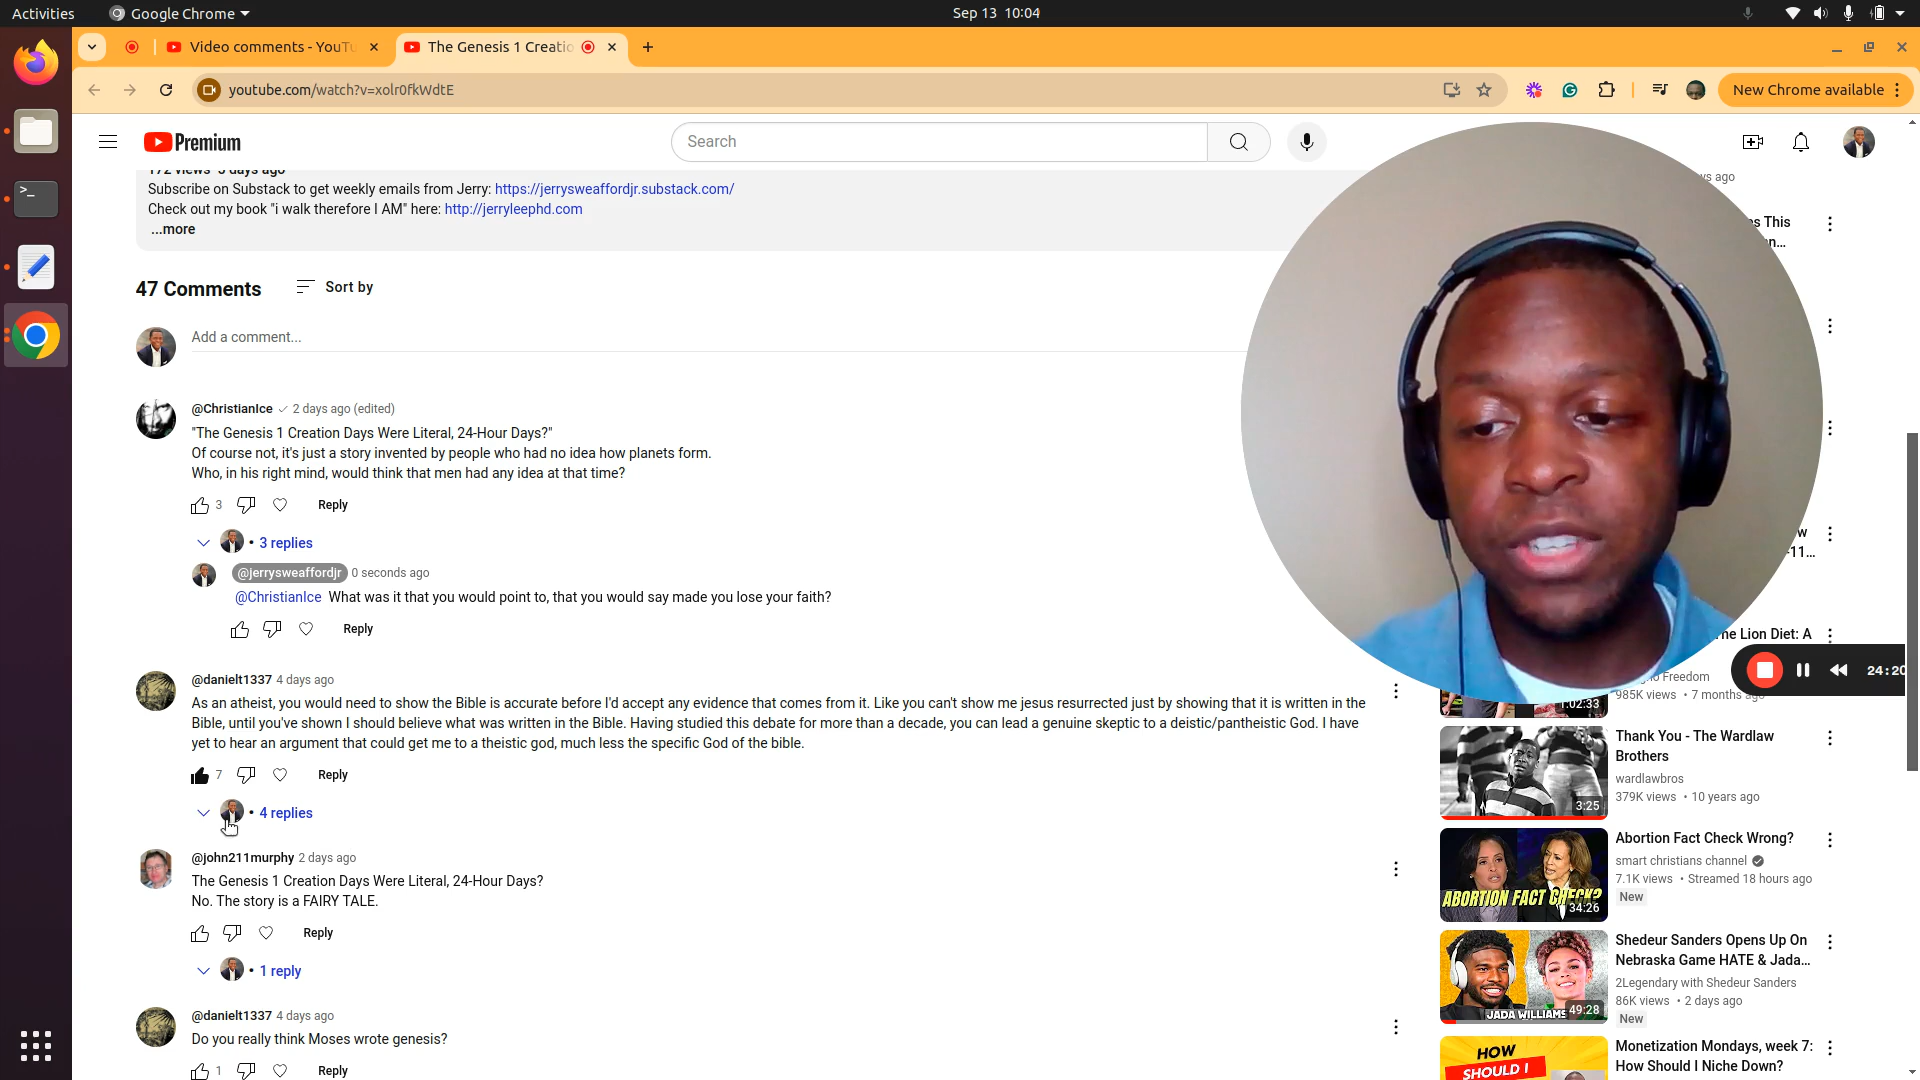 Activities
Google Chrome
Sep 13 10:04
Video comments - YouTu
The Genesis 1 Creatio
youtube.com/watch?v=xolr0fkWdtE
New Chrome available
Premium
Search
172 views 5 days ago
Subscribe on Substack to get weekly emails from Jerry: https://jerrysweaffordjr.substack.com/
Check out my book "i walk therefore I AM" here: http://jerryleephd.com
...more
47 Comments
Sort by
Add a comment...
@ChristianIce 2 days ago (edited)
"The Genesis 1 Creation Days Were Literal, 24-Hour Days?"
Of course not, it's just a story invented by people who had no idea how planets form.
Who, in his right mind, would think that men had any idea at that time?
3 Reply
• 3 replies
@jerrysweaffordjr 0 seconds ago
@ChristianIce What was it that you would point to, that you would say made you lose your faith?
Reply
@danielt1337 4 days ago
As an atheist, you would need to show the Bible is accurate before I'd accept any evidence that comes from it. Like you can't show me jesus resurrected just by showing that it is written in the
Bible, until you've shown I should believe what was written in the Bible. Having studied this debate for more than a decade, you can lead a genuine skeptic to a deistic/pantheistic God. I have
yet to hear an argument that could get me to a theistic god, much less the specific God of the bible.
7 Reply
• 4 replies
@john211murphy 2 days ago
The Genesis 1 Creation Days Were Literal, 24-Hour Days?
No. The story is a FAIRY TALE.
Reply
• 1 reply
@danielt1337 4 days ago
Do you really think Moses wrote genesis?
1 Reply
ago
This
-11...
The Lion Diet: A
24:20
Freedom
985K views • 7 months ago
1:02:33
Thank You - The Wardlaw
Brothers
wardlawbros
379K views • 10 years ago
3:25
Abortion Fact Check Wrong?
smart christians channel
7.1K views • Streamed 18 hours ago
New
ABORTION FACT CHECK?
34:26
Shedeur Sanders Opens Up On
Nebraska Game HATE & Jada...
2Legendary with Shedeur Sanders
86K views • 2 days ago
New
JADA WILLIAMS
49:28
Monetization Mondays, week 7:
How Should I Niche Down?
HOW
SHOULD I